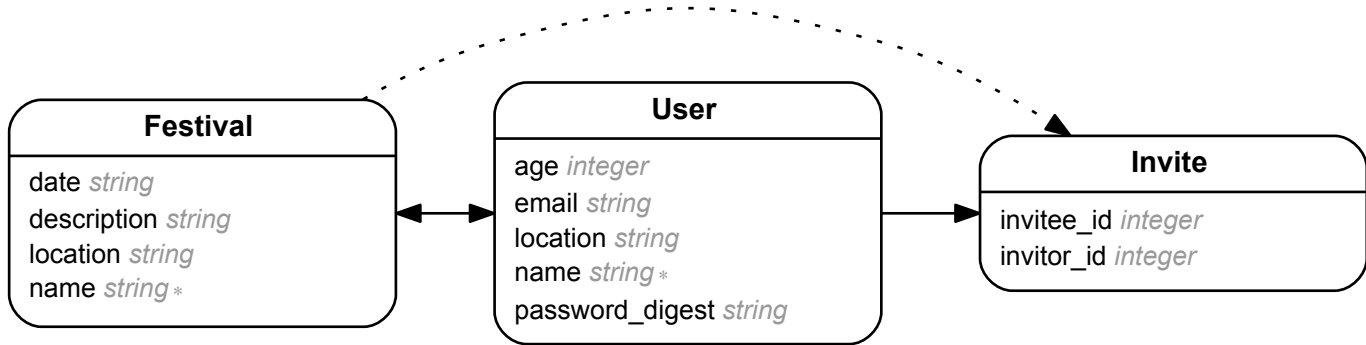 Festival
date string
description string
location string
name string*
User
age integer
email string
location string
name string*
password_digest string
Invite
invitee_id integer
invitor_id integer